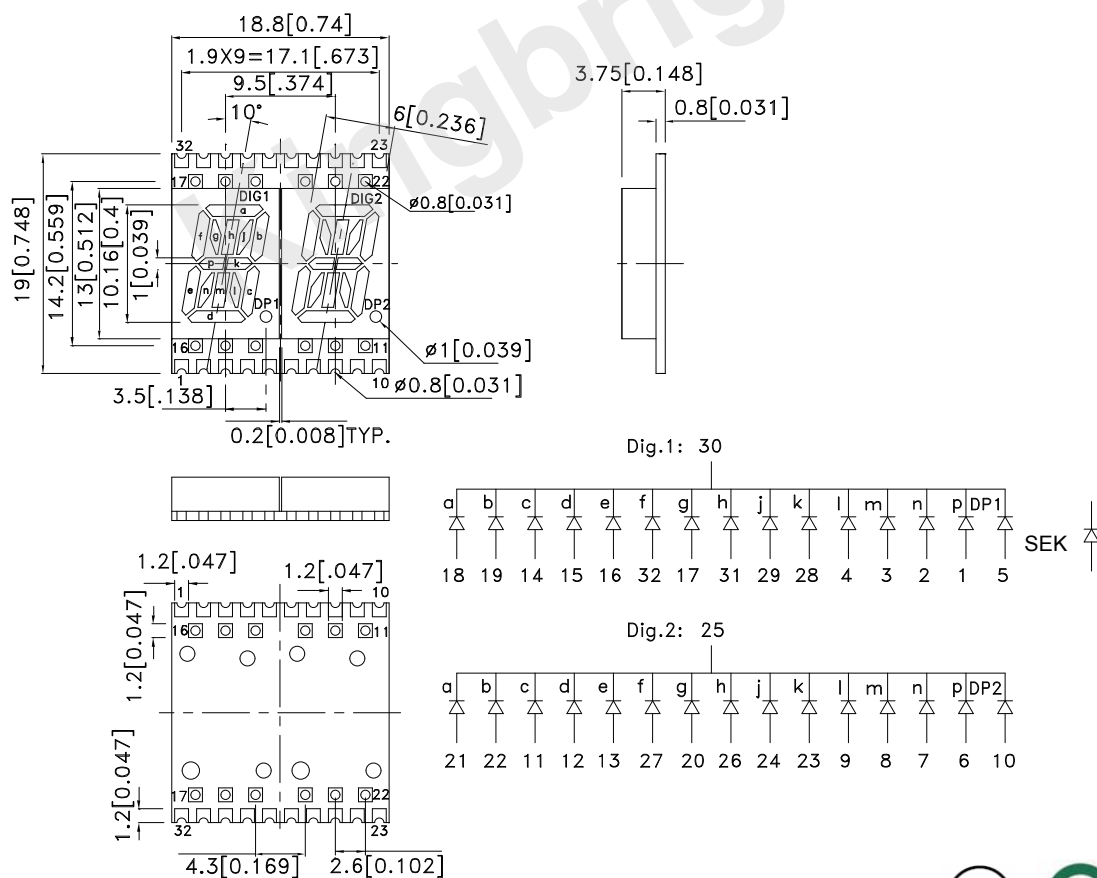 18.8[0.74]
1.9X9=17.1[.673]
9.5[.374]
10°
6[0.236]
3.75[0.148]
0.8[0.031]
32 23
17 22
DIG1 DIG2
ø0.8[0.031]
a
f g h j b
p k
e n m l c
d
DP1 DP2
19[0.748]
14.2[0.559]
13[0.512]
10.16[0.4]
1[0.039]
16 11
1 10
ø1[0.039]
ø0.8[0.031]
3.5[.138]
0.2[0.008]TYP.
Kingbright
Dig.1: 30
a b c d e f g h j k l m n p DP1
18 19 14 15 16 32 17 31 29 28 4 3 2 1 5
SEK
Dig.2: 25
a b c d e f g h j k l m n p DP2
21 22 11 12 13 27 20 26 24 23 9 8 7 6 10
1.2[.047] 1.2[.047]
1 10
16 11
1.2[0.047]
1.2[0.047]
17 22
32 23
4.3[0.169] 2.6[0.102]